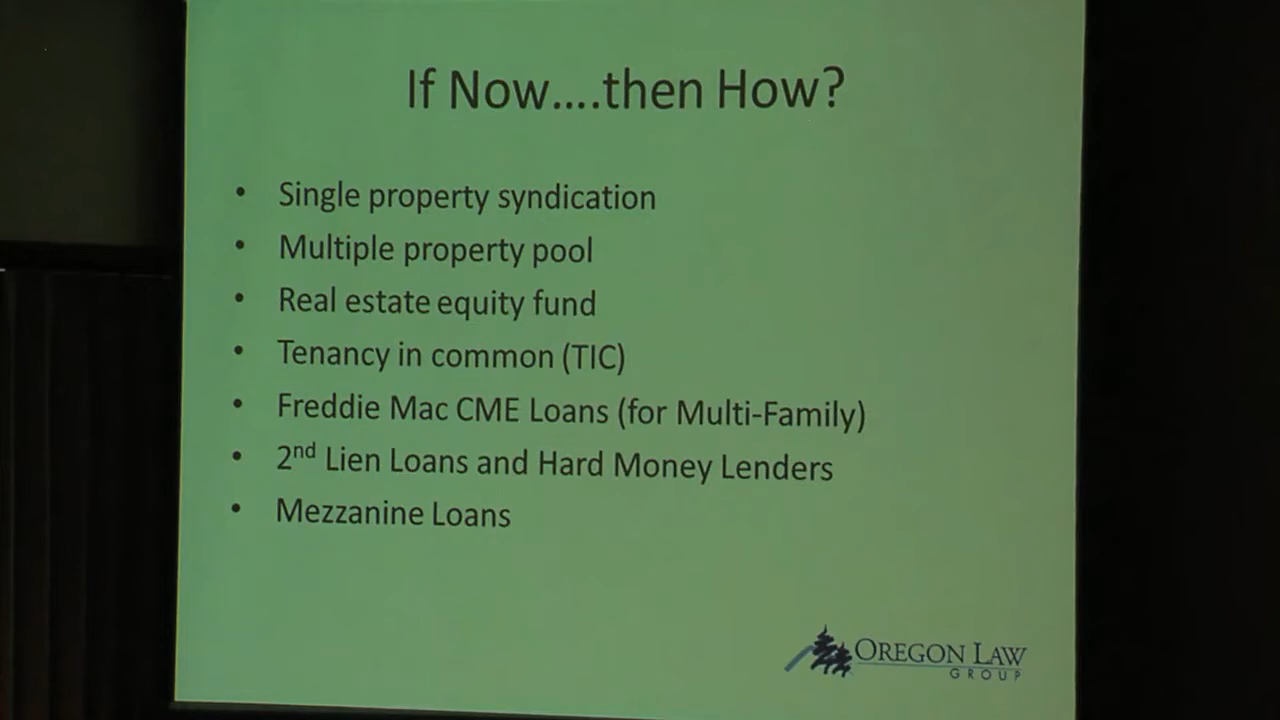 If Now....then How?
• Single property syndication
• Multiple property pool
• Real estate equity fund
• Tenancy in common (TIC)
• Freddie Mac CME Loans (for Multi-Family)
• 2nd Lien Loans and Hard Money Lenders
• Mezzanine Loans
OREGON LAW
GROUP